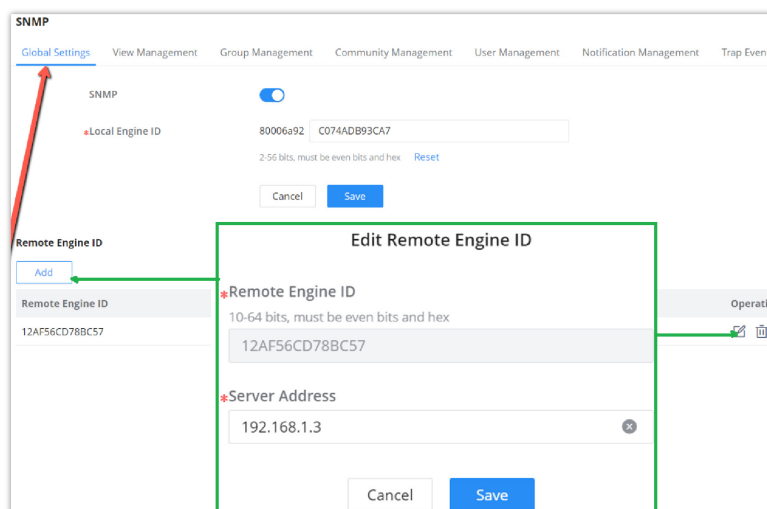 SNMP
Global Settings View Management Group Management Community Management User Management Notification Management Trap Even
SNMP
*Local Engine ID 80006a92 C074ADB93CA7
2-56 bits, must be even bits and hex Reset
Cancel Save
Remote Engine ID
Add
Remote Engine ID Operati
12AF56CD78BC57
Edit Remote Engine ID
*Remote Engine ID
10-64 bits, must be even bits and hex
12AF56CD78BC57
*Server Address
192.168.1.3
Cancel Save